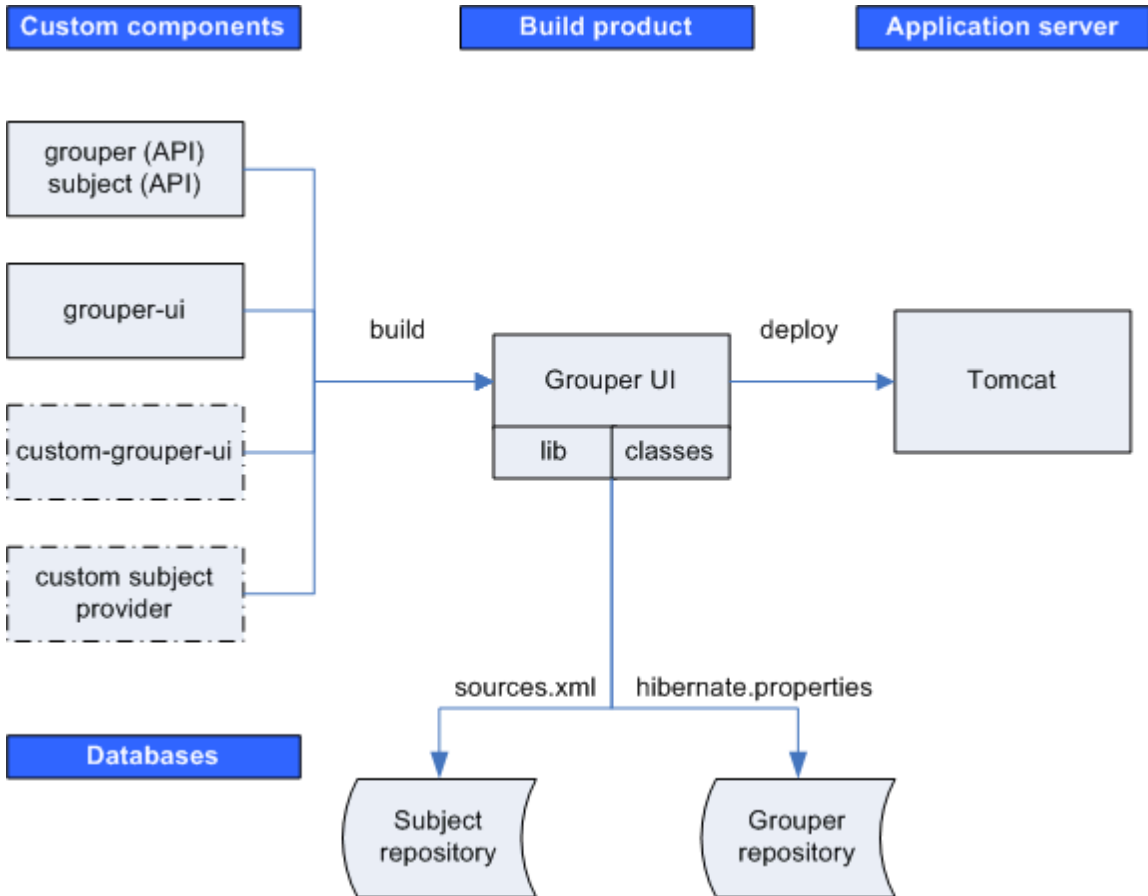 Custom components
Build product
Application server
grouper (API)
subject (API)
grouper-ui
build
Grouper UI
deploy
Tomcat
lib
classes
custom-grouper-ui
custom subject
provider
sources.xml
hibernate.properties
Databases
Subject
repository
Grouper
repository